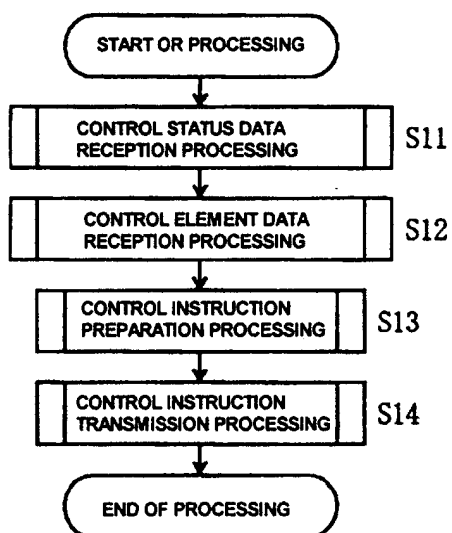 START OR PROCESSING
CONTROL STATUS DATA
RECEPTION PROCESSING
S11
CONTROL ELEMENT DATA
RECEPTION PROCESSING
S12
CONTROL INSTRUCTION
PREPARATION PROCESSING
S13
CONTROL INSTRUCTION
TRANSMISSION PROCESSING
S14
END OF PROCESSING